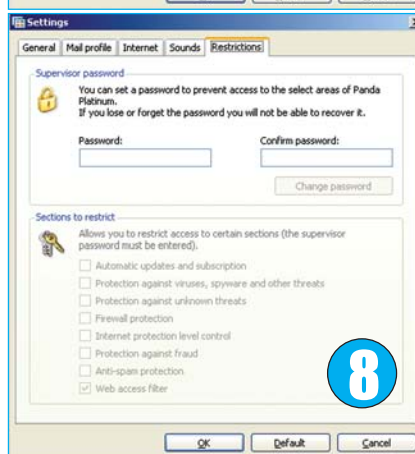 Settings
General Mail profile Internet Sounds Restrictions
Supervisor password
You can set a password to prevent access to the select areas of Panda
Platinum.
If you lose or forget the password you will not be able to recover it.
Password: Confirm password:
Change password
Sections to restrict
Allows you to restrict access to certain sections (the supervisor
password must be entered).
Automatic updates and subscription
Protection against viruses, spyware and other threats
Protection against unknown threats
Firewall protection
Internet protection level control
Protection against fraud
Anti-spam protection
Web access filter
8
OK Default Cancel